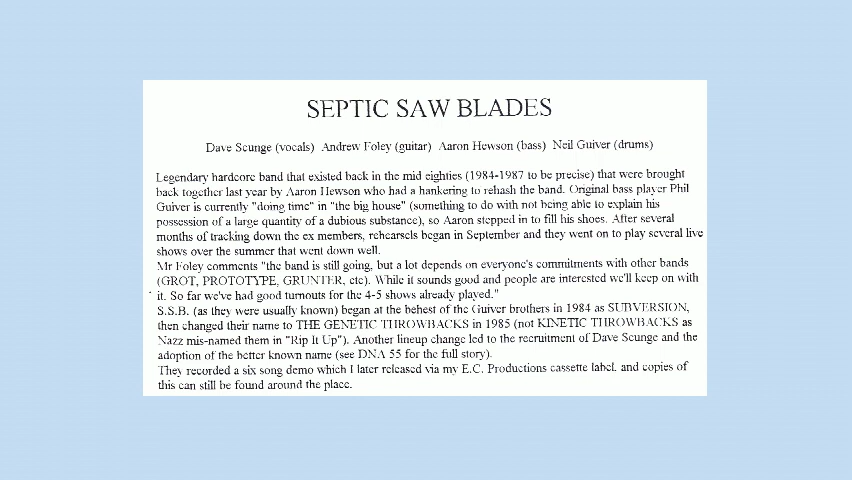 SEPTIC SAW BLADES
Dave Scunge (vocals) Andrew Foley (guitar) Aaron Hewson (bass) Neil Guiver (drums)
Legendary hardcore band that existed back in the mid eighties (1984-1987 to be precise) that were brought
back together last year by Aaron Hewson who had a hankering to rehash the band. Original bass player Phil
Guiver is currently "doing time" in "the big house" (something to do with not being able to explain his
possession of a large quantity of a dubious substance), so Aaron stepped in to fill his shoes. After several
months of tracking down the ex members, rehearsels began in September and they went on to play several live
shows over the summer that went down well.
Mr Foley comments "the band is still going, but a lot depends on everyone's commitments with other bands
(GROT, PROTOTYPE, GRUNTER, etc). While it sounds good and people are interested we'll keep on with
it. So far we've had good turnouts for the 4-5 shows already played."
S.S.B. (as they were usually known) began at the behest of the Guiver brothers in 1984 as SUBVERSION,
then changed their name to THE GENETIC THROWBACKS in 1985 (not KINETIC THROWBACKS as
Nazz mis-named them in "Rip It Up"). Another lineup change led to the recruitment of Dave Scunge and the
adoption of the better known name (see DNA 55 for the full story).
They recorded a six song demo which I later released via my E.C. Productions cassette label. and copies of
this can still be found around the place.